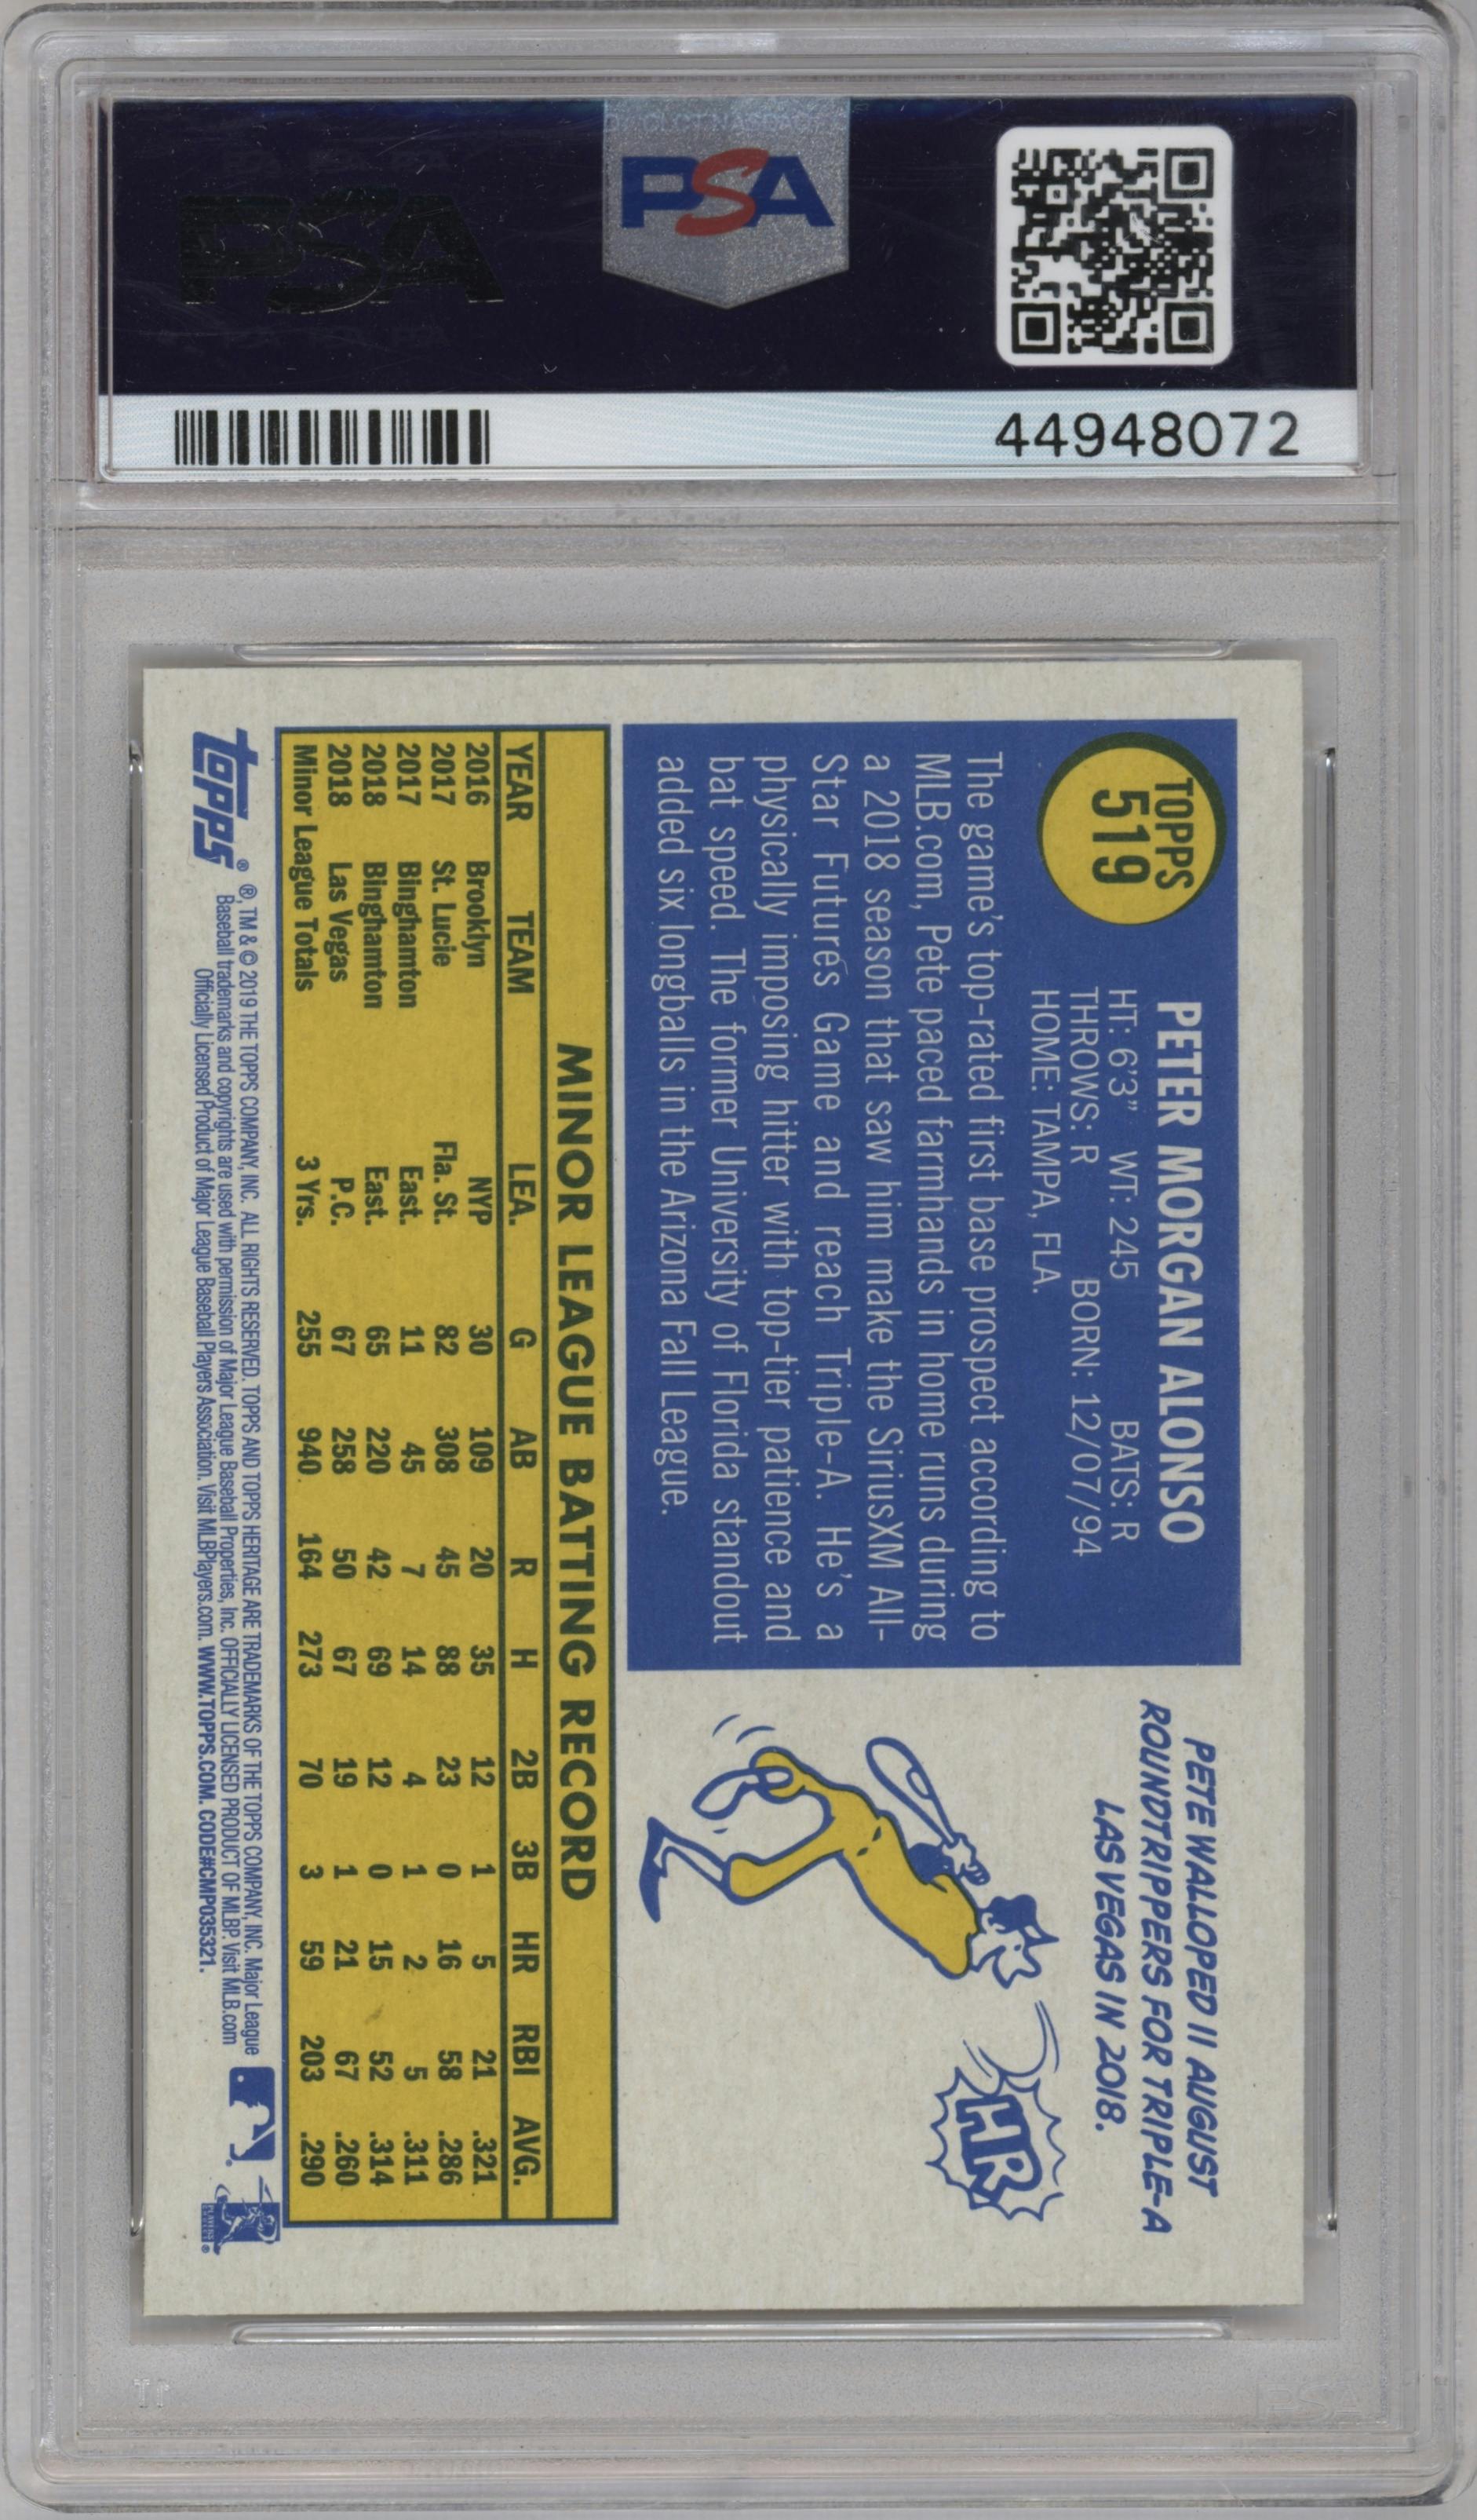 PSA
PSA
44948072
TOPPS
519
PETER MORGAN ALONSO
HT: 6'3" WT: 245 BATS: R
THROWS: R BORN: 12/07/94
HOME: TAMPA, FLA.
The game's top-rated first base prospect according to
MLB.com, Pete paced farmhands in home runs during
a 2018 season that saw him make the SiriusXM All-
Star Futures Game and reach Triple-A. He's a
physically imposing hitter with top-tier patience and
bat speed. The former University of Florida standout
added six longballs in the Arizona Fall League.
PETE WALLOPED 11 AUGUST
ROUNDTRIPPERS FOR TRIPLE-A
LAS VEGAS IN 2018.
HR
MINOR LEAGUE BATTING RECORD
YEAR TEAM LEA. G AB R H 2B 3B HR RBI AVG.
2016 Brooklyn NYP 30 109 20 35 12 1 5 21 .321
2017 St. Lucie Fla. St. 82 308 45 88 23 0 16 58 .286
2017 Binghamton East. 11 45 7 14 4 1 2 5 .311
2018 Binghamton East. 65 220 42 69 12 0 15 52 .314
2018 Las Vegas P.C. 67 258 50 67 19 1 21 67 .260
Minor League Totals 3 Yrs. 255 940 164 273 70 3 59 203 .290
topps®
®, TM & © 2019 THE TOPPS COMPANY, INC. ALL RIGHTS RESERVED. TOPPS AND TOPPS HERITAGE ARE TRADEMARKS OF THE TOPPS COMPANY, INC. Major League
Baseball trademarks and copyrights are used with permission of Major League Baseball Properties, Inc. OFFICIALLY LICENSED PRODUCT OF MLBP. Visit MLB.com
Officially Licensed Product of Major League Baseball Players Association. Visit MLBPlayers.com. WWW.TOPPS.COM. CODE#CMP035321.
PSA